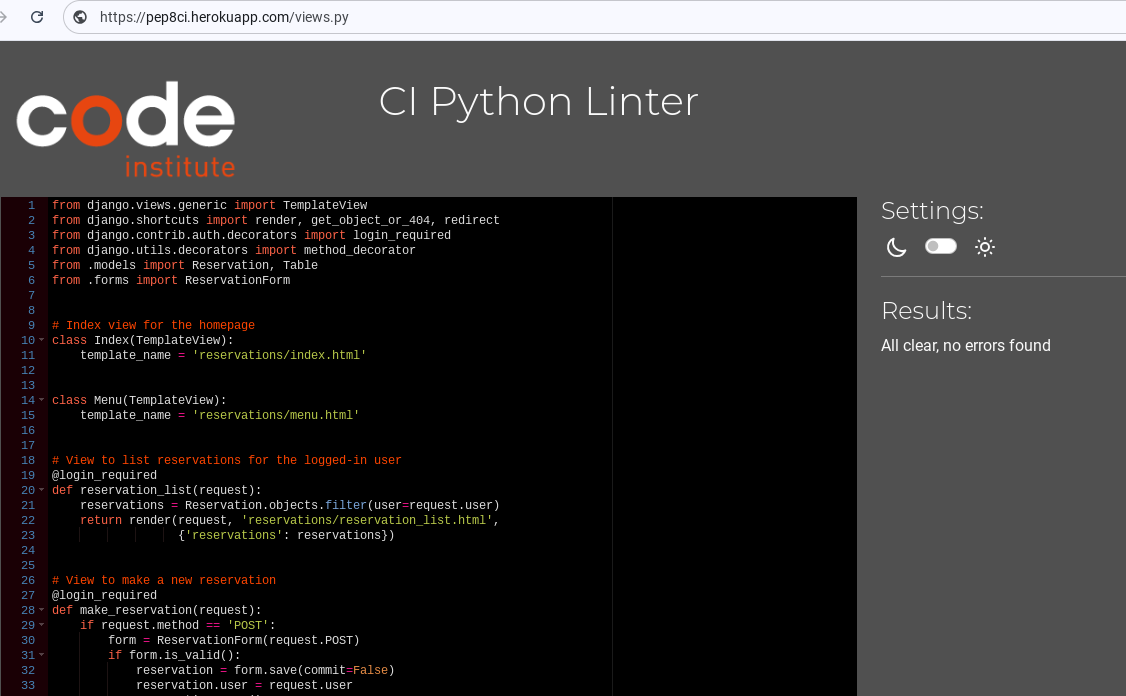 https://pep8ci.herokuapp.com/views.py
code
institute
CI Python Linter
1 from django.views.generic import TemplateView
2 from django.shortcuts import render, get_object_or_404, redirect
3 from django.contrib.auth.decorators import login_required
4 from django.utils.decorators import method_decorator
5 from .models import Reservation, Table
6 from .forms import ReservationForm
7
8
9 # Index view for the homepage
10 class Index(TemplateView):
11     template_name = 'reservations/index.html'
12
13
14 class Menu(TemplateView):
15     template_name = 'reservations/menu.html'
16
17
18 # View to list reservations for the logged-in user
19 @login_required
20 def reservation_list(request):
21     reservations = Reservation.objects.filter(user=request.user)
22     return render(request, 'reservations/reservation_list.html',
23                   {'reservations': reservations})
24
25
26 # View to make a new reservation
27 @login_required
28 def make_reservation(request):
29     if request.method == 'POST':
30         form = ReservationForm(request.POST)
31         if form.is_valid():
32             reservation = form.save(commit=False)
33             reservation.user = request.user
Settings:
Results:
All clear, no errors found